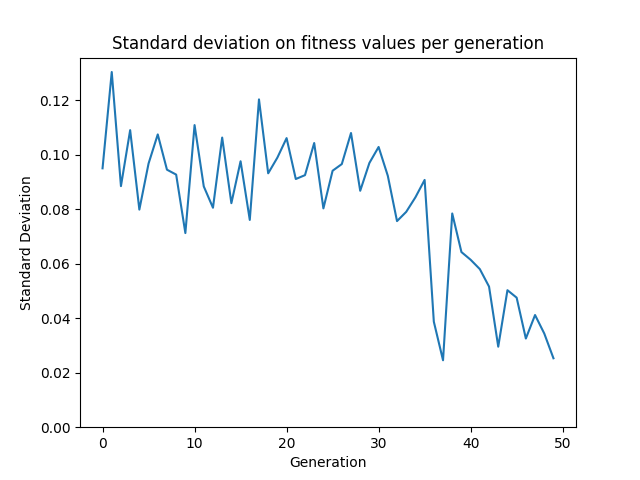 Standard deviation on fitness values per generation
0.12
0.10
0.08
0.06
0.04
0.02
0.00
Standard Deviation
0 10 20 30 40 50
Generation